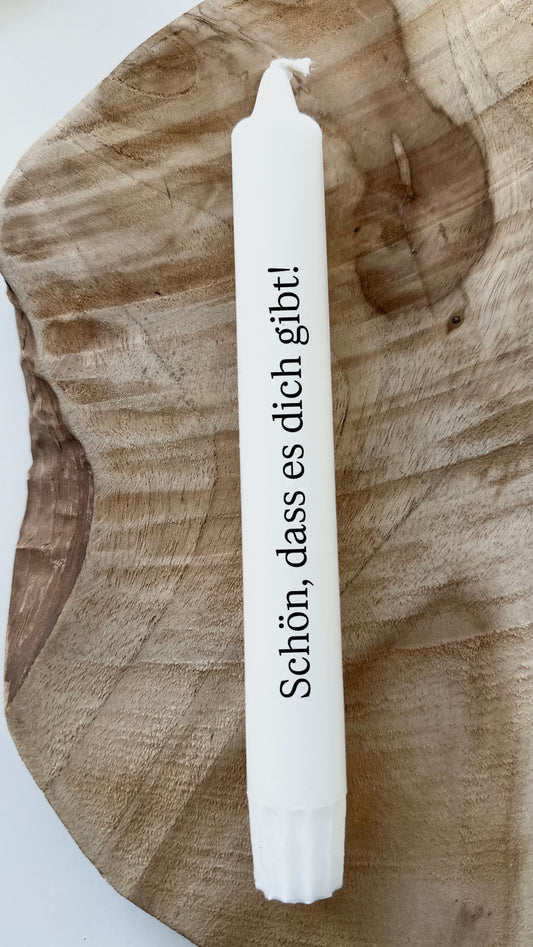 Schön, dass es dich gibt!